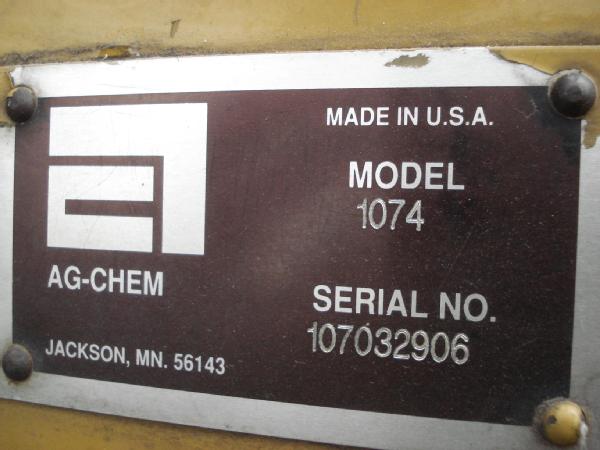 MADE IN U.S.A.
MODEL
1074
AG-CHEM
SERIAL NO.
107032906
JACKSON, MN. 56143